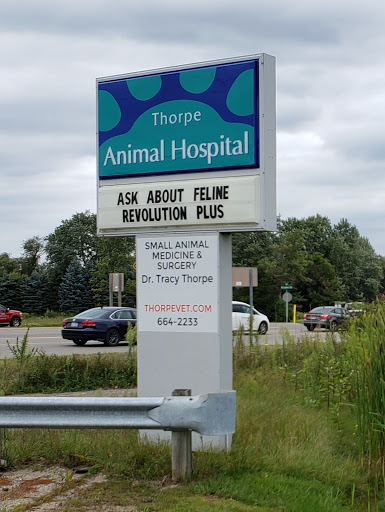 Thorpe
Animal Hospital
ASK ABOUT FELINE
REVOLUTION PLUS
SMALL ANIMAL
MEDICINE &
SURGERY
Dr. Tracy Thorpe
THORPEVET.COM
664-2233